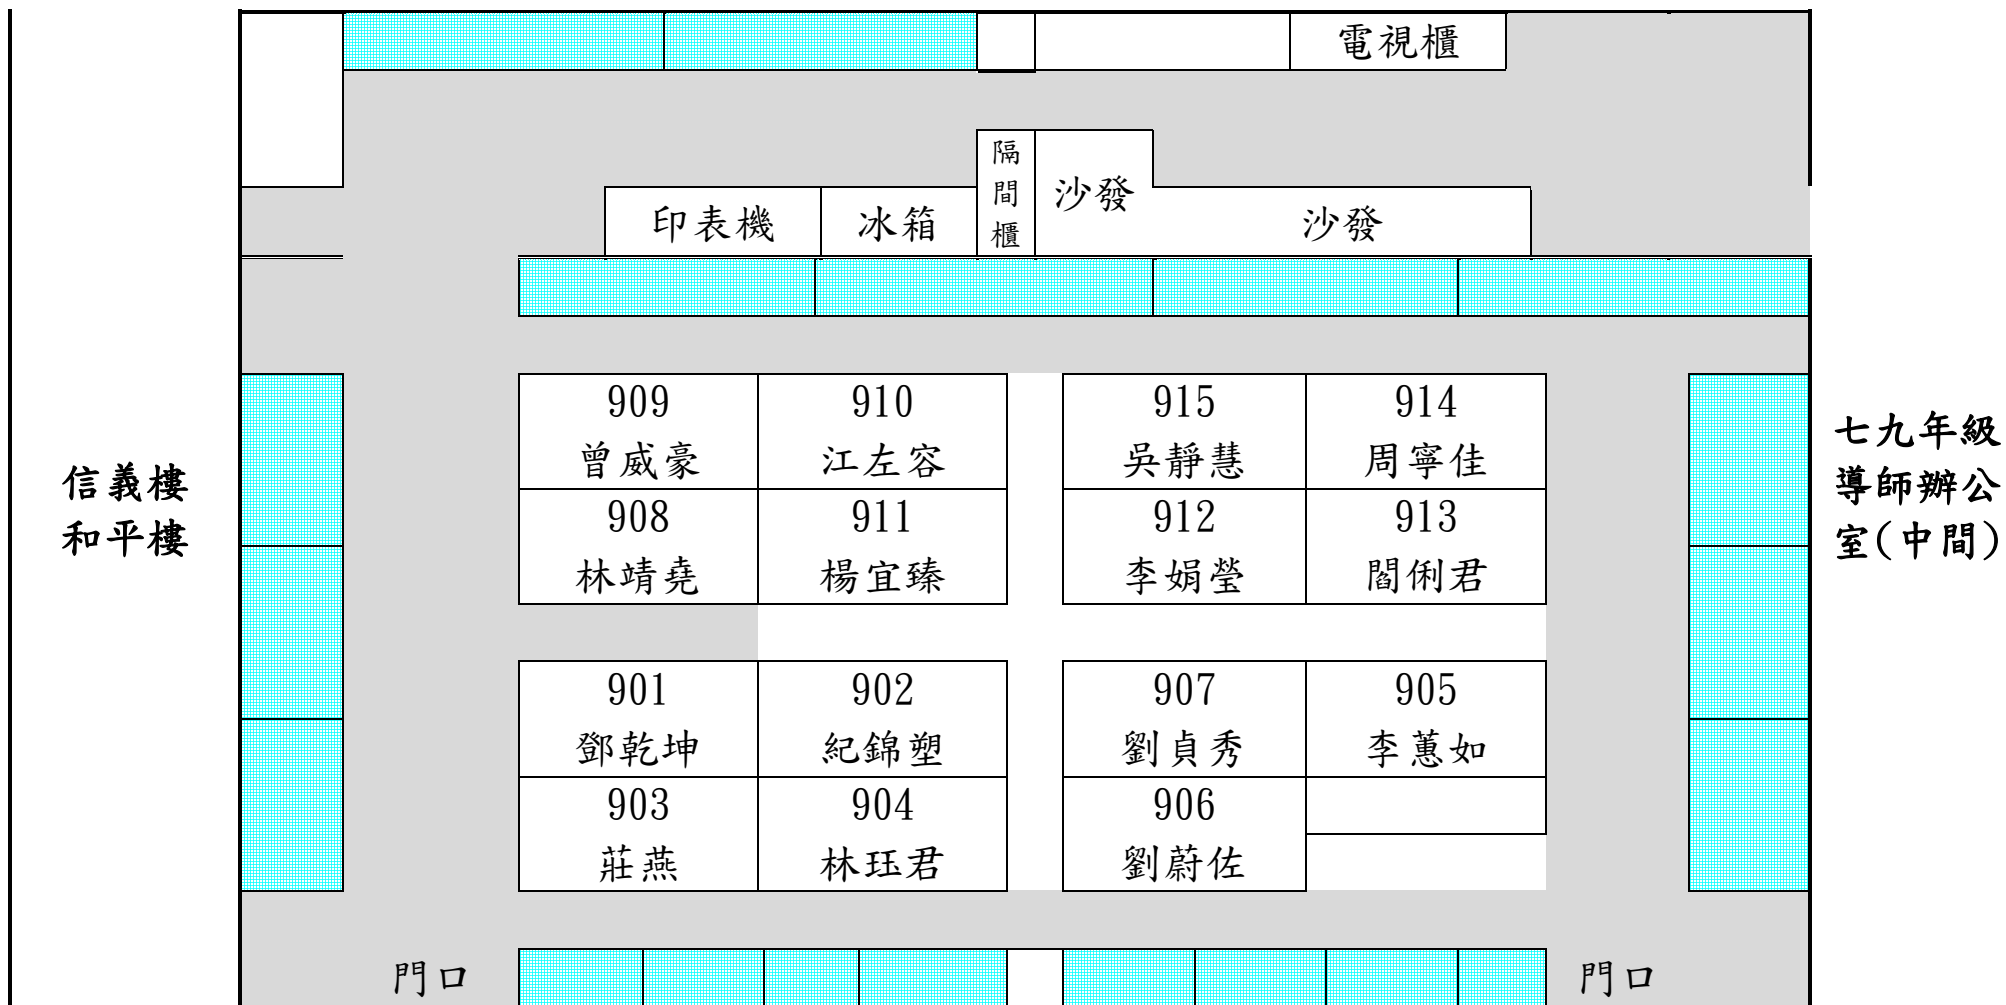 電視櫃
隔
間
櫃
沙發
印表機
冰箱
沙發
909
曾威豪
910
江左容
915
吳靜慧
914
周寧佳
908
林靖堯
911
楊宜臻
912
李娟瑩
913
閻俐君
信義樓
和平樓
七九年級
導師辦公
室(中間)
901
鄧乾坤
902
紀錦塑
907
劉貞秀
905
李蕙如
903
莊燕
904
林珏君
906
劉蔚佐
門口
門口